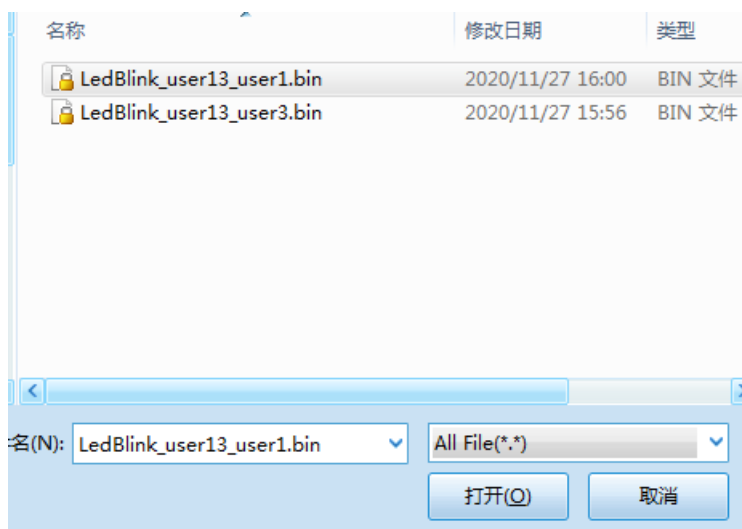 名称 修改日期 类型
LedBlink_user13_user1.bin 2020/11/27 16:00 BIN 文件
LedBlink_user13_user3.bin 2020/11/27 15:56 BIN 文件
名(N): LedBlink_user13_user1.bin All File(*.*)
打开(O) 取消